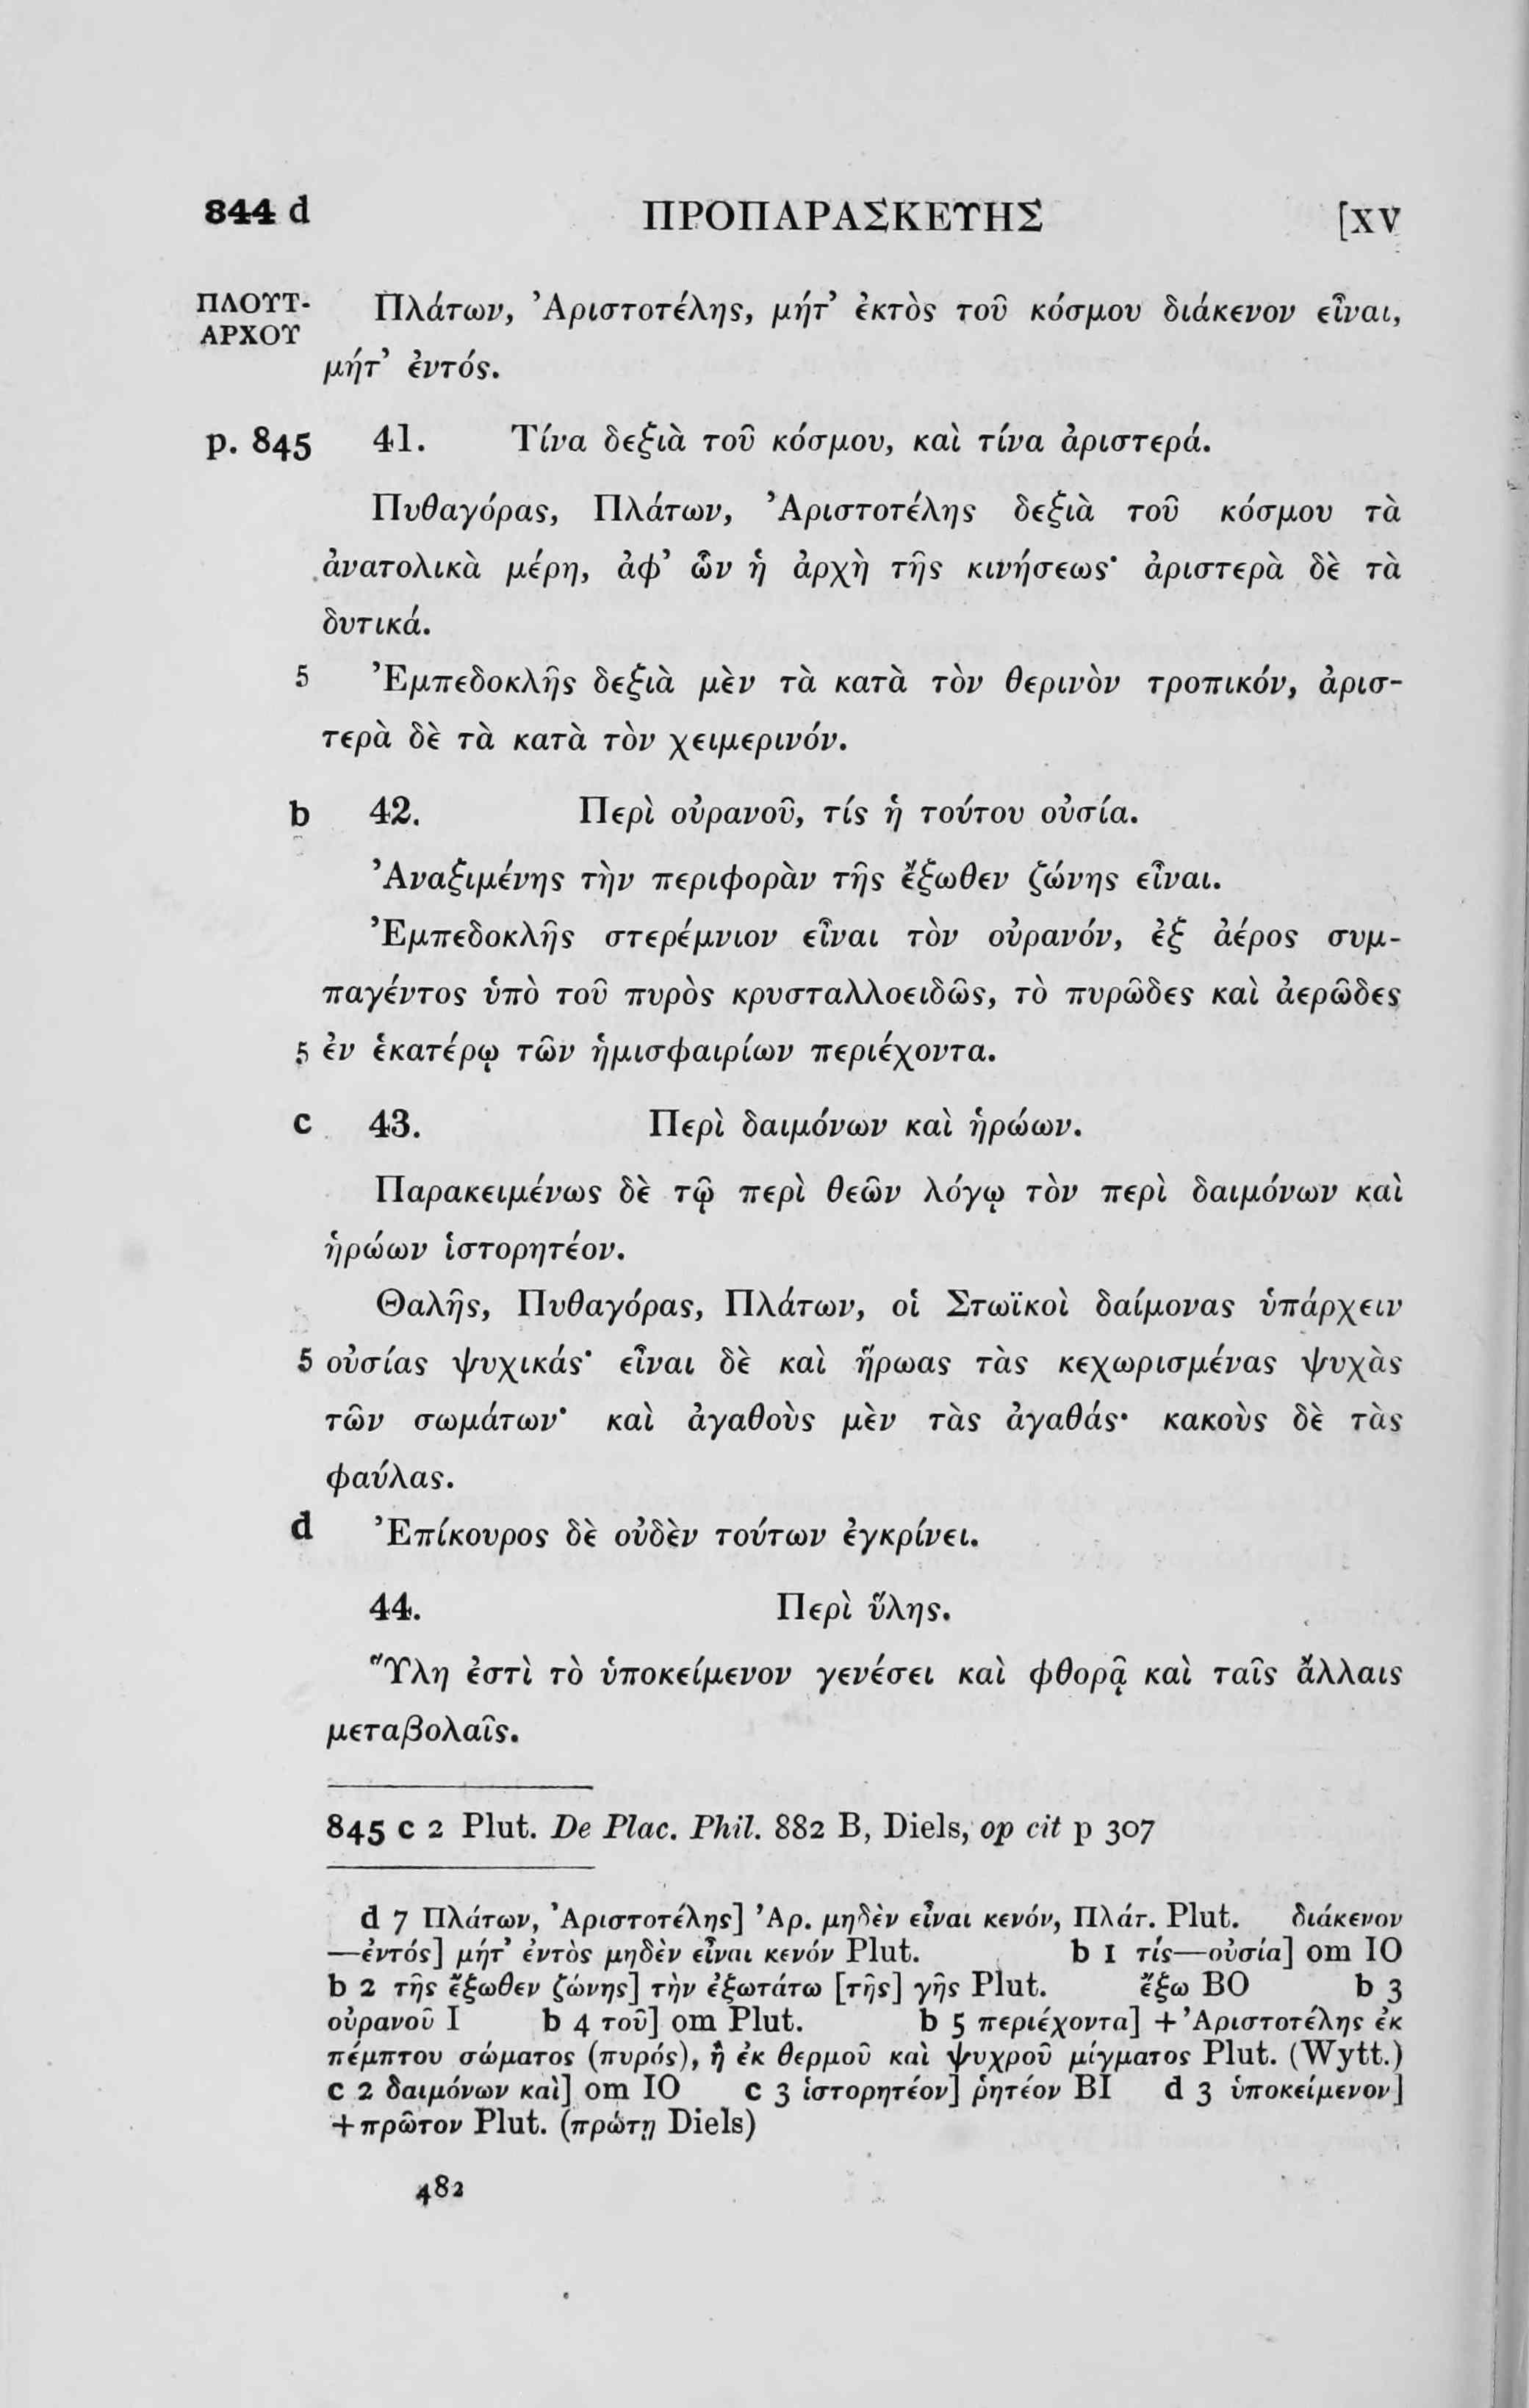 844 d ΠΡΟΠΑΡΑΣΚΕΥΗΣ [XV
ΠΛΟΥΤ- Πλάτων, Ἀριστοτέλης, μήτ’ ἐκτὸς τοῦ κόσμου διάκενον εἶναι,
ΑΡΧΟΥ
μήτ’ ἐντός.
p. 845 41. Τίνα δεξιὰ τοῦ κόσμου, καὶ τίνα ἀριστερά.
Πυθαγόρας, Πλάτων, Ἀριστοτέλης δεξιὰ τοῦ κόσμου τὰ
ἀνατολικὰ μέρη, ἀφ’ ὧν ἡ ἀρχὴ τῆς κινήσεως· ἀριστερὰ δὲ τὰ
δυτικά.
5 Ἐμπεδοκλῆς δεξιὰ μὲν τὰ κατὰ τὸν θερινὸν τροπικόν, ἀρισ-
τερὰ δὲ τὰ κατὰ τὸν χειμερινόν.
b 42. Περὶ οὐρανοῦ, τίς ἡ τούτου οὐσία.
Ἀναξιμένης τὴν περιφορὰν τῆς ἔξωθεν ζώνης εἶναι.
Ἐμπεδοκλῆς στερέμνιον εἶναι τὸν οὐρανόν, ἐξ ἀέρος συμ-
παγέντος ὑπὸ τοῦ πυρὸς κρυσταλλοειδῶς, τὸ πυρῶδες καὶ ἀερῶδες
5 ἐν ἑκατέρῳ τῶν ἡμισφαιρίων περιέχοντα.
c 43. Περὶ δαιμόνων καὶ ἡρώων.
Παρακειμένως δὲ τῷ περὶ θεῶν λόγῳ τὸν περὶ δαιμόνων καὶ
ἡρώων ἱστορητέον.
Θαλῆς, Πυθαγόρας, Πλάτων, οἱ Στωϊκοὶ δαίμονας ὑπάρχειν
5 οὐσίας ψυχικάς· εἶναι δὲ καὶ ἥρωας τὰς κεχωρισμένας ψυχὰς
τῶν σωμάτων· καὶ ἀγαθοὺς μὲν τὰς ἀγαθάς· κακοὺς δὲ τὰς
φαύλας.
d Ἐπίκουρος δὲ οὐδὲν τούτων ἐγκρίνει.
44. Περὶ ὕλης.
Ὕλη ἐστὶ τὸ ὑποκείμενον γενέσει καὶ φθορᾷ καὶ ταῖς ἄλλαις
μεταβολαῖς.
845 c 2 Plut. De Plac. Phil. 882 B, Diels, op cit p 307
d 7 Πλάτων, Ἀριστοτέλης] Ἀρ. μηδὲν εἶναι κενόν, Πλάτ. Plut. διάκενον
—ἐντός] μήτ’ ἐντὸς μηδὲν εἶναι κενόν Plut. b 1 τίς—οὐσία] om IO
b 2 τῆς ἔξωθεν ζώνης] τὴν ἐξωτάτω [τῆς] γῆς Plut. ἔξω BO b 3
οὐρανοῦ I b 4 τοῦ] om Plut. b 5 περιέχοντα] + Ἀριστοτέλης ἐκ
πέμπτου σώματος (πυρός), ἢ ἐκ θερμοῦ καὶ ψυχροῦ μίγματος Plut. (Wytt.)
c 2 δαιμόνων καὶ] om IO c 3 ἱστορητέον] ῥητέον BI d 3 ὑποκείμενον]
+ πρῶτον Plut. (πρώτῃ Diels)
482